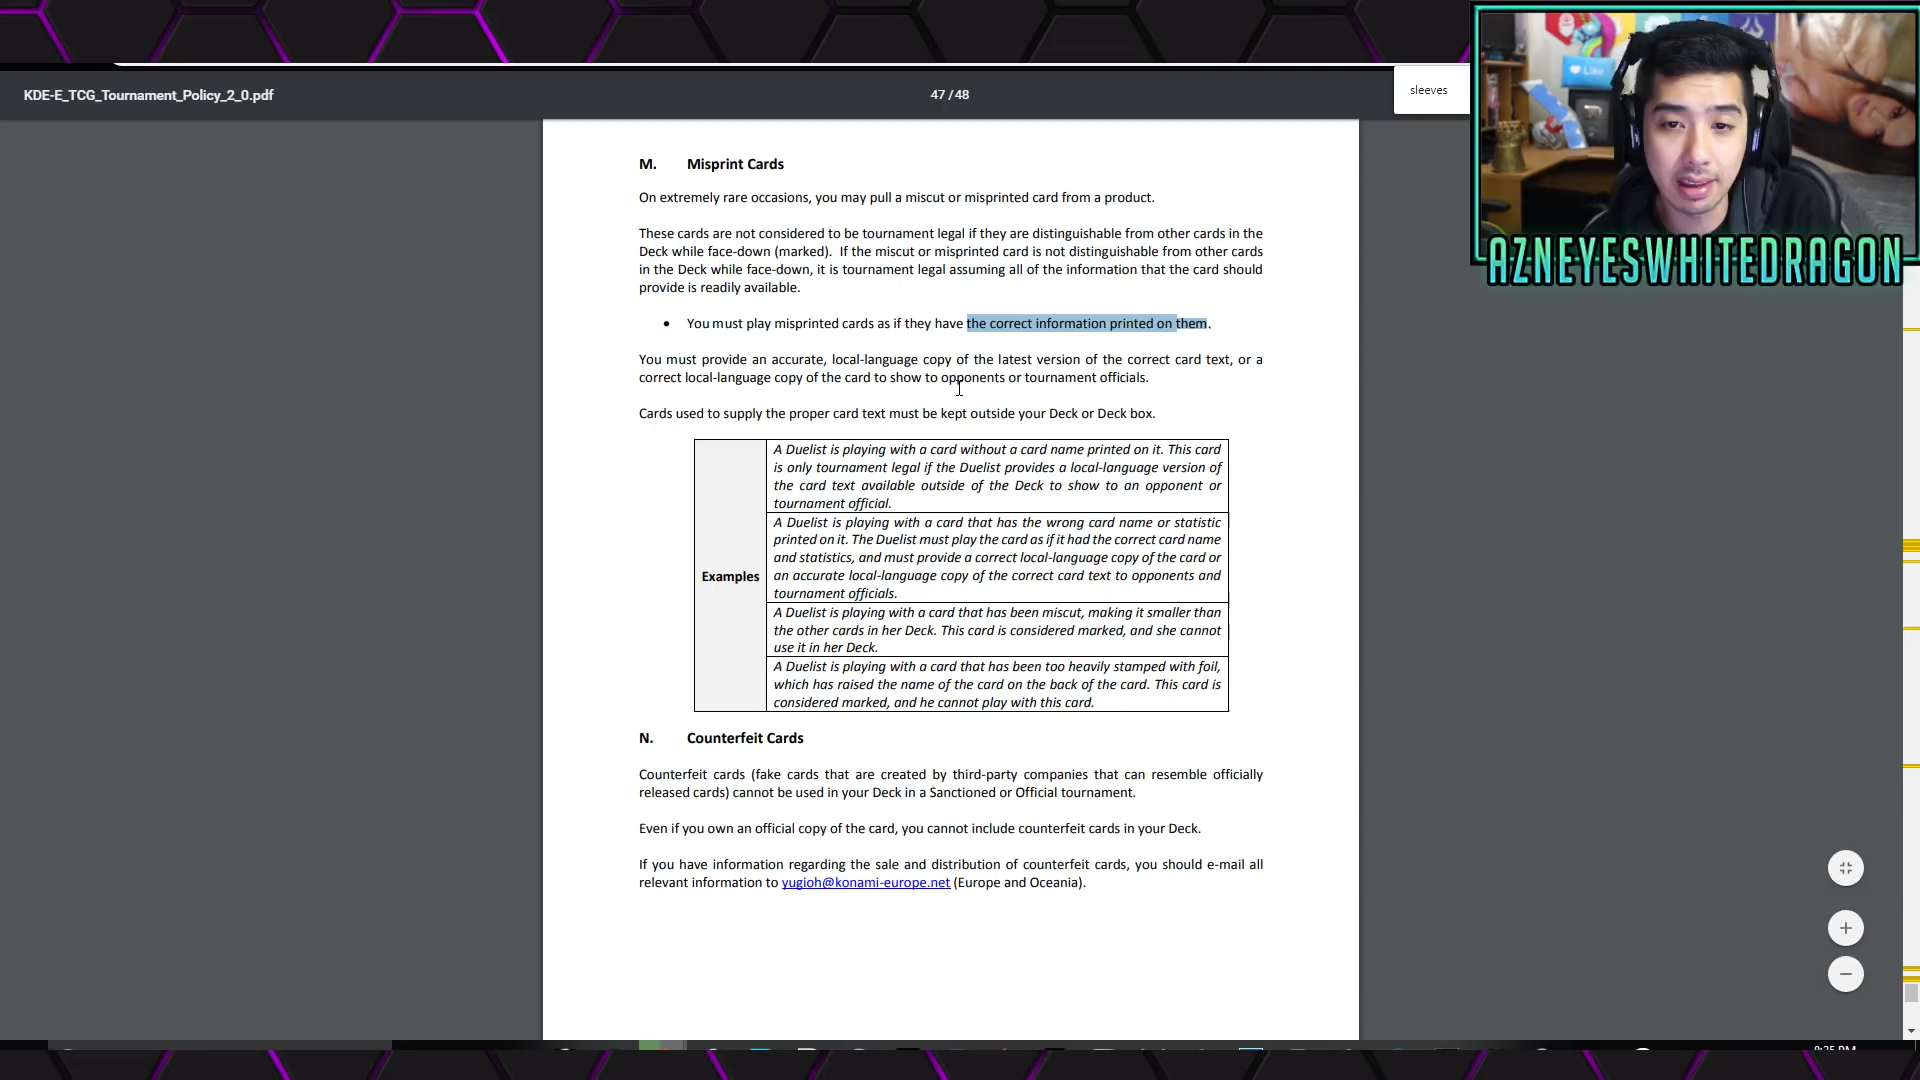 KDE-E_TCG_Tournament_Policy_2_0.pdf
47 / 48
sleeves
Like
AZNEYESWHITEDRAGON
M. Misprint Cards
On extremely rare occasions, you may pull a miscut or misprinted card from a product.
These cards are not considered to be tournament legal if they are distinguishable from other cards in the
Deck while face-down (marked). If the miscut or misprinted card is not distinguishable from other cards
in the Deck while face-down, it is tournament legal assuming all of the information that the card should
provide is readily available.
• You must play misprinted cards as if they have the correct information printed on them.
You must provide an accurate, local-language copy of the latest version of the correct card text, or a
correct local-language copy of the card to show to opponents or tournament officials.
Cards used to supply the proper card text must be kept outside your Deck or Deck box.
Examples
A Duelist is playing with a card without a card name printed on it. This card
is only tournament legal if the Duelist provides a local-language version of
the card text available outside of the Deck to show to an opponent or
tournament official.
A Duelist is playing with a card that has the wrong card name or statistic
printed on it. The Duelist must play the card as if it had the correct card name
and statistics, and must provide a correct local-language copy of the card or
an accurate local-language copy of the correct card text to opponents and
tournament officials.
A Duelist is playing with a card that has been miscut, making it smaller than
the other cards in her Deck. This card is considered marked, and she cannot
use it in her Deck.
A Duelist is playing with a card that has been too heavily stamped with foil,
which has raised the name of the card on the back of the card. This card is
considered marked, and he cannot play with this card.
N. Counterfeit Cards
Counterfeit cards (fake cards that are created by third-party companies that can resemble officially
released cards) cannot be used in your Deck in a Sanctioned or Official tournament.
Even if you own an official copy of the card, you cannot include counterfeit cards in your Deck.
If you have information regarding the sale and distribution of counterfeit cards, you should e-mail all
relevant information to yugioh@konami-europe.net (Europe and Oceania).